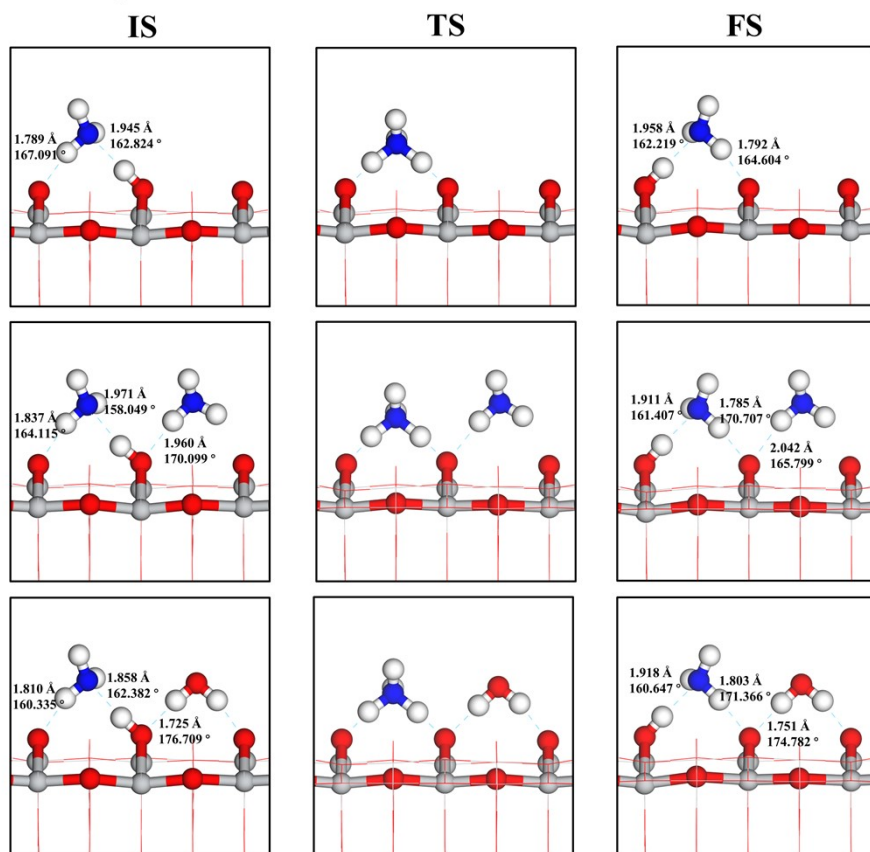 IS
TS
FS
1.789 Å
167.091 °
1.945 Å
162.824 °
1.958 Å
162.219 °
1.792 Å
164.604 °
1.837 Å
164.115 °
1.971 Å
158.049 °
1.960 Å
170.099 °
1.911 Å
161.407 °
1.785 Å
170.707 °
2.042 Å
165.799 °
1.810 Å
160.335 °
1.858 Å
162.382 °
1.725 Å
176.709 °
1.918 Å
160.647 °
1.803 Å
171.366 °
1.751 Å
174.782 °